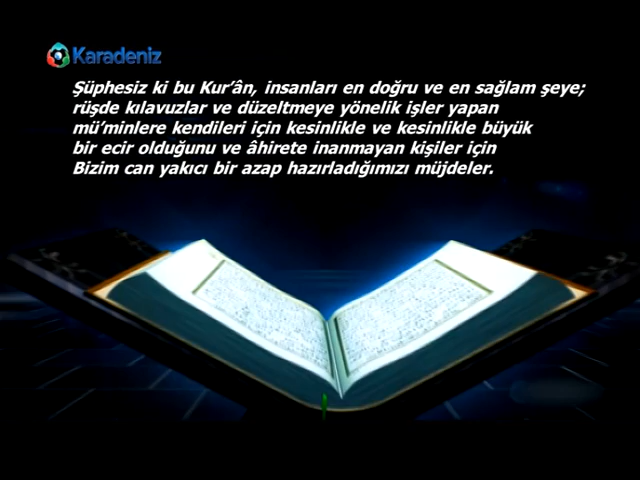 Karadeniz
Şüphesiz ki bu Kur’ân, insanları en doğru ve en sağlam şeye;
rüşde kılavuzlar ve düzeltmeye yönelik işler yapan
mü’minlere kendileri için kesinlikle ve kesinlikle büyük
bir ecir olduğunu ve âhirete inanmayan kişiler için
Bizim can yakıcı bir azap hazırladığımızı müjdeler.